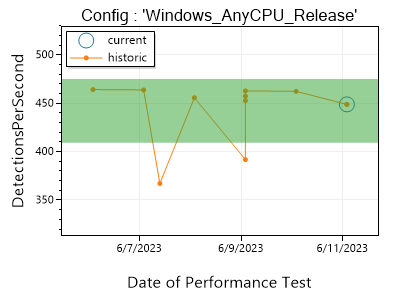 Config : 'Windows_AnyCPU_Release'
current
historic
DetectionsPerSecond
500
450
400
350
6/7/2023 6/9/2023 6/11/2023
Date of Performance Test